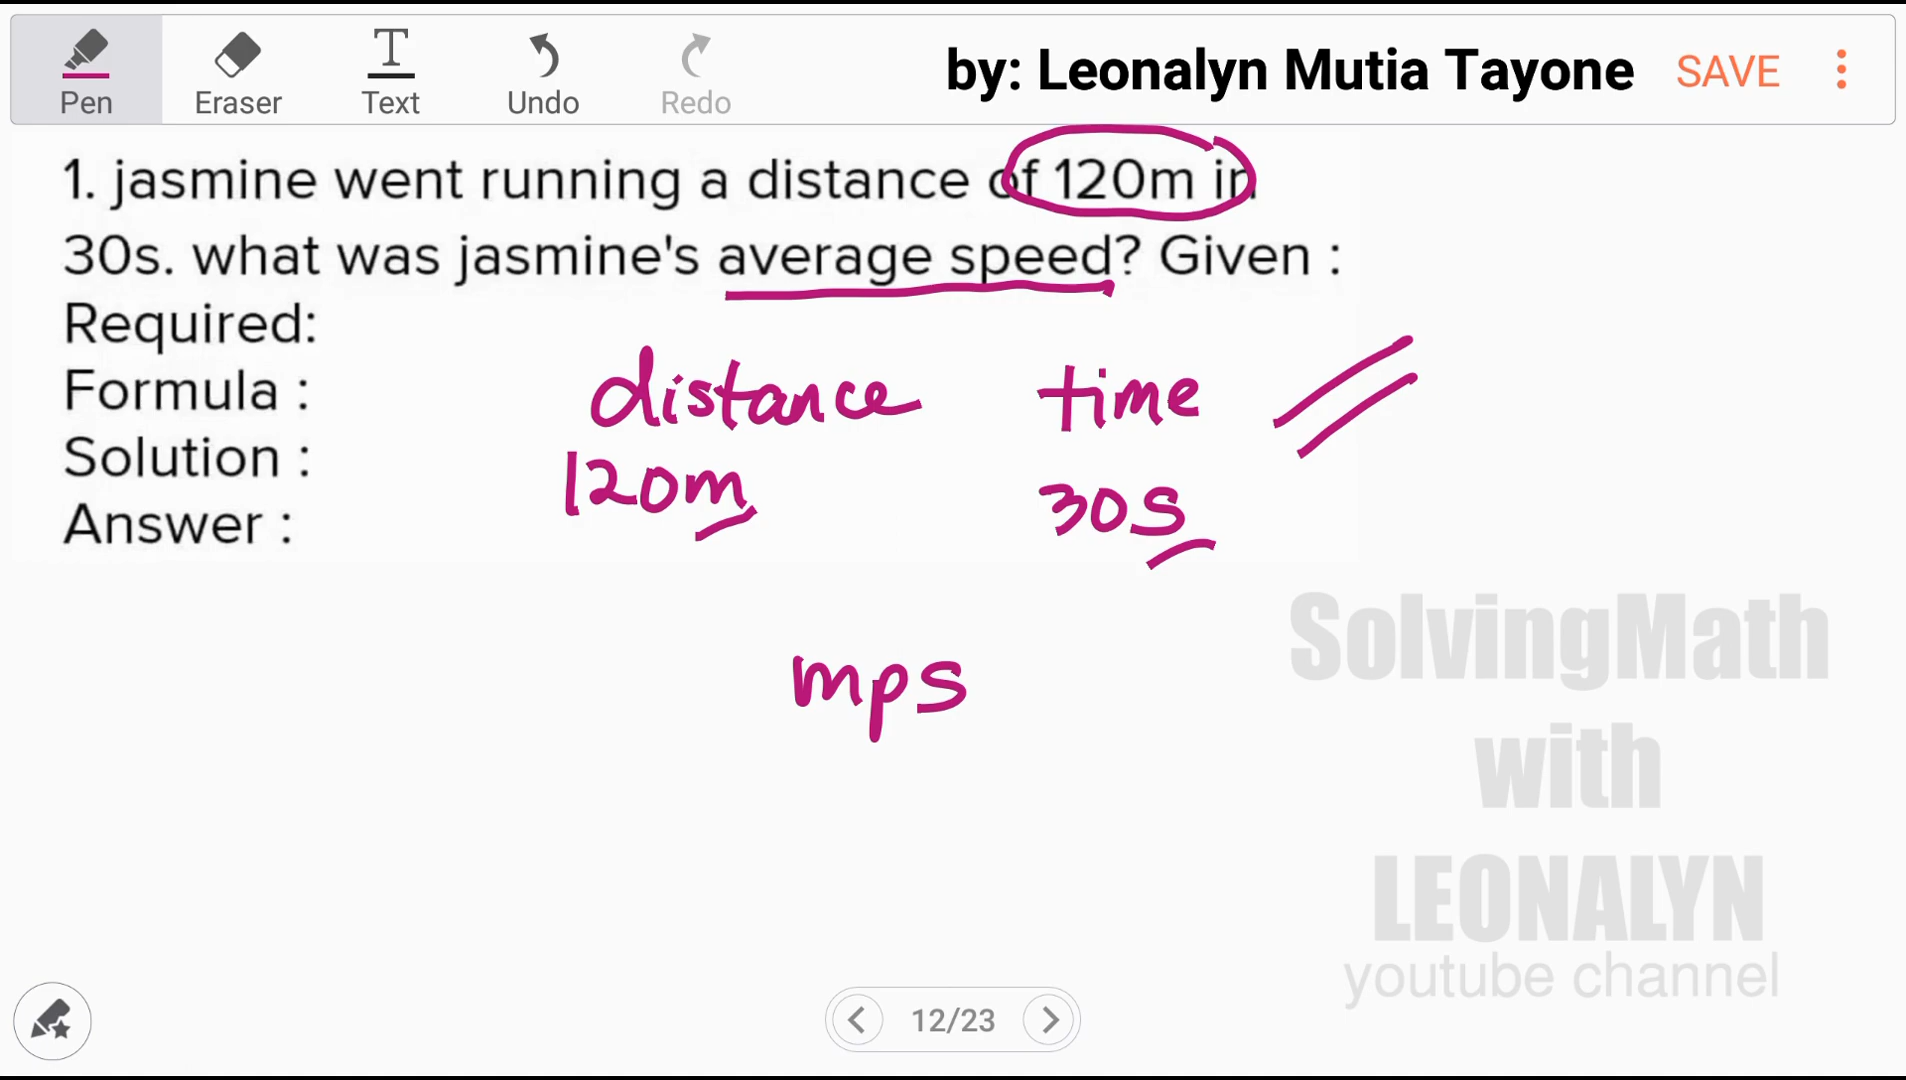 Pen Eraser Text Undo Redo by: Leonalyn Mutia Tayone SAVE
1. jasmine went running a distance of 120m in
30s. what was jasmine's average speed? Given :
Required:
Formula :
Solution :
Answer :
distance time
120m 30s
mps
SolvingMath
with
LEONALYN
youtube channel
12/23